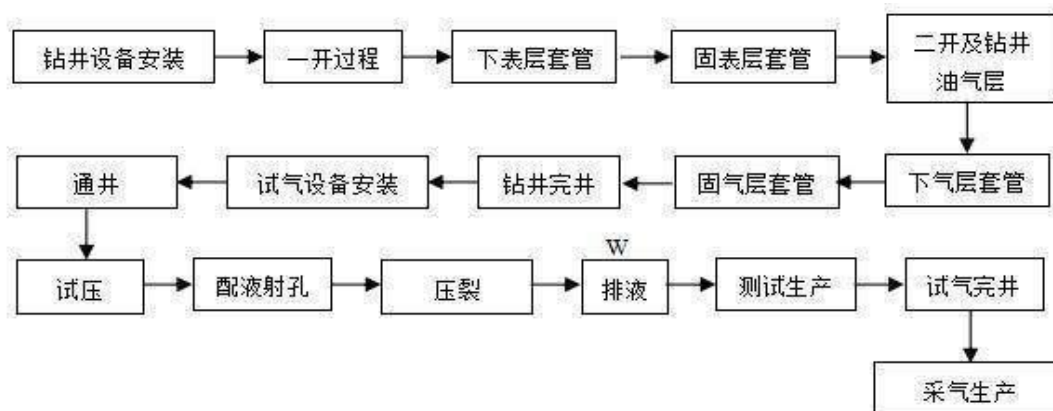 钻井设备安装
一开过程
下表层套管
固表层套管
二开及钻井
油气层
下气层套管
固气层套管
钻井完井
试气设备安装
通井
试压
配液射孔
压裂
W
排液
测试生产
试气完井
采气生产